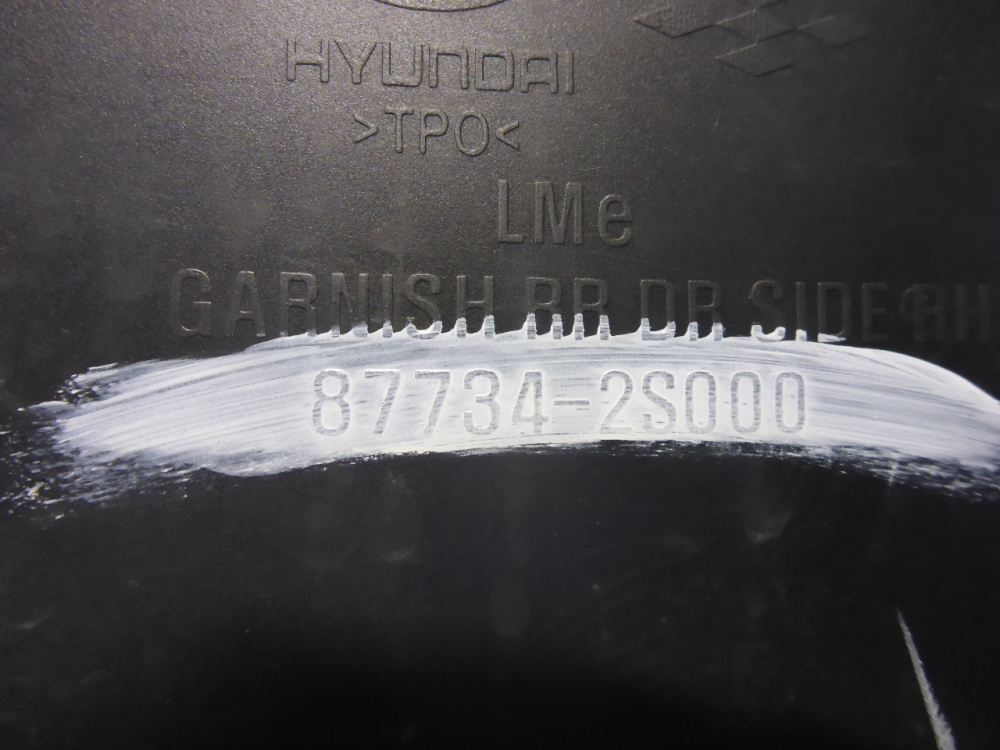 HYUNDAI
>TPO<
LMe
GARNISH RR DR SIDE RH
87734-2S000